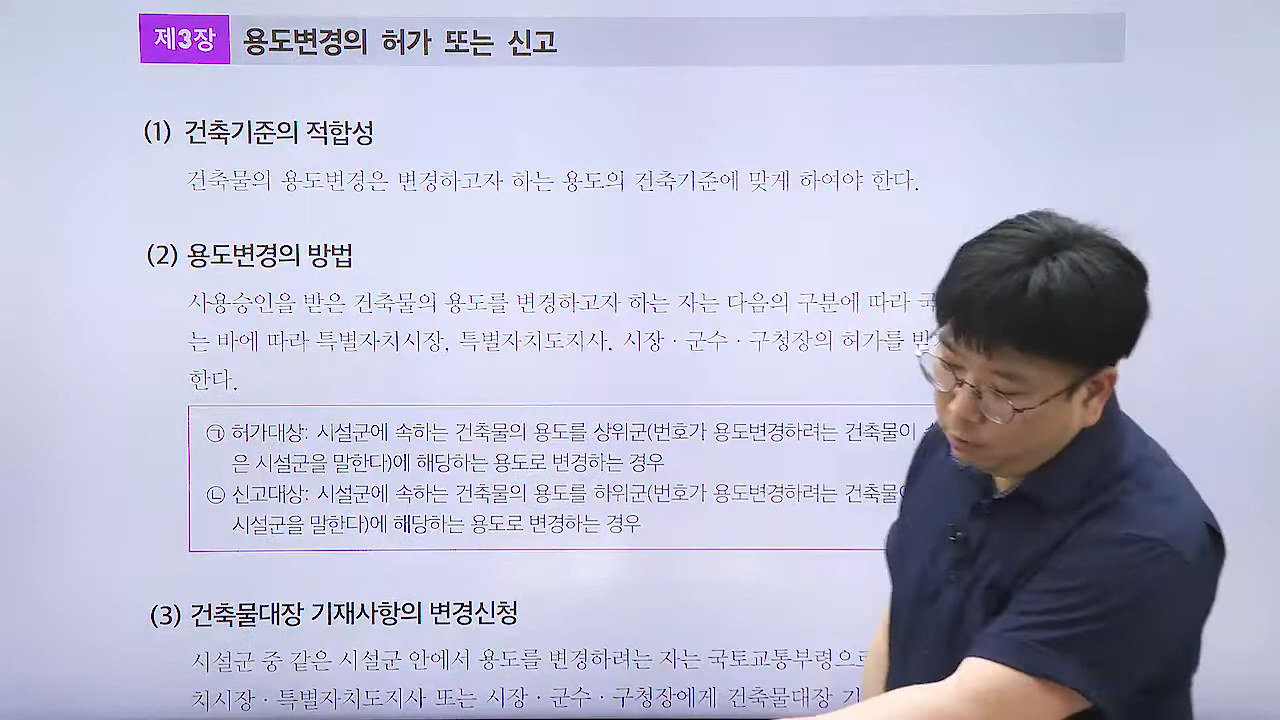 제3장 용도변경의 허가 또는 신고
(1) 건축기준의 적합성
건축물의 용도변경은 변경하고자 하는 용도의 건축기준에 맞게 하여야 한다.
(2) 용도변경의 방법
사용승인을 받은 건축물의 용도를 변경하고자 하는 자는 다음의 구분에 따라
는 바에 따라 특별자치시장, 특별자치도지사, 시장·군수·구청장의 허가를
한다.
㉠ 허가대상: 시설군에 속하는 건축물의 용도를 상위군(번호가 용도변경하려는 건축물이
은 시설군을 말한다)에 해당하는 용도로 변경하는 경우
㉡ 신고대상: 시설군에 속하는 건축물의 용도를 하위군(번호가 용도변경하려는
시설군을 말한다)에 해당하는 용도로 변경하는 경우
(3) 건축물대장 기재사항의 변경신청
시설군 중 같은 시설군 안에서 용도를 변경하려는 자는
치시장·특별자치도지사 또는 시장·군수·구청장에게 건축물대장